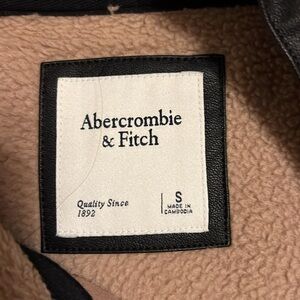 Abercrombie
& Fitch
Quality Since
1892
S
MADE IN
CAMBODIA